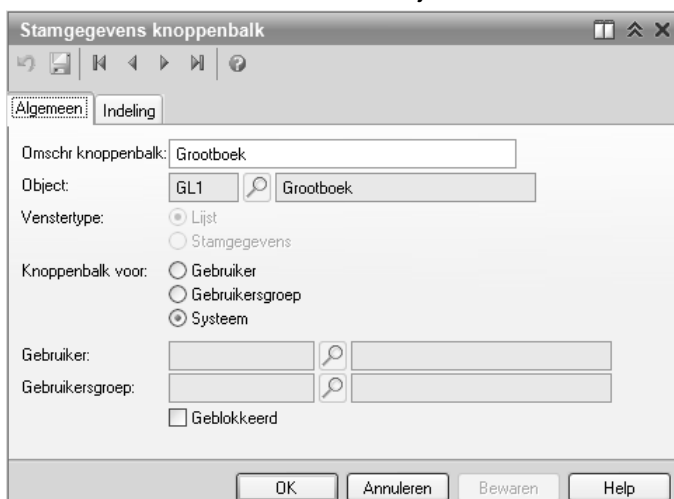 Stamgegevens knoppenbalk
Algemeen Indeling
Omschr knoppenbalk: Grootboek
Object: GL1 Grootboek
Venstertype: Lijst
Stamgegevens
Knoppenbalk voor: Gebruiker
Gebruikersgroep
Systeem
Gebruiker:
Gebruikersgroep:
Geblokkeerd
OK Annuleren Bewaren Help